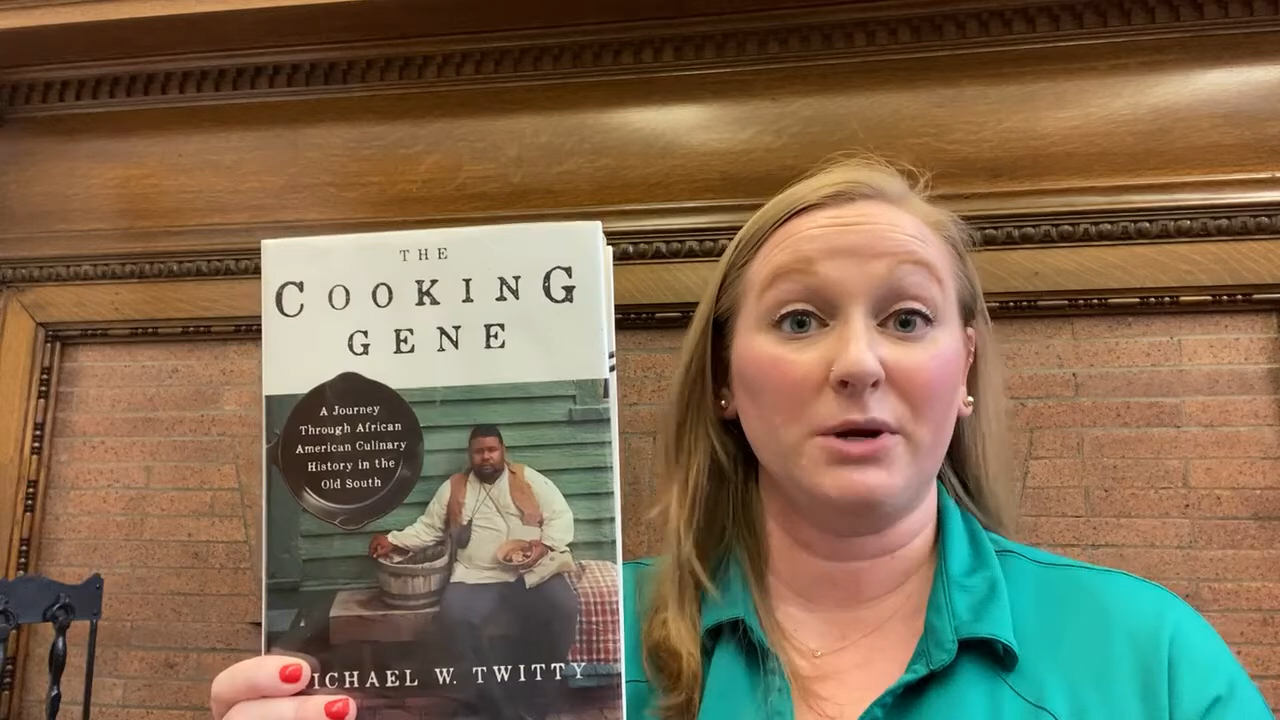 THE
COOKING
GENE
A Journey
Through African
American Culinary
History in the
Old South
ICHAEL W. TWITTY